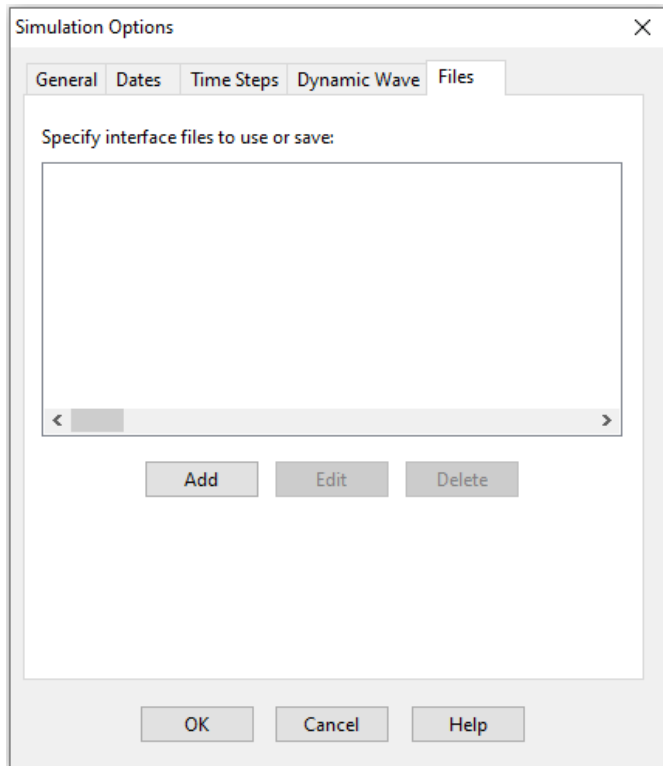 Simulation Options
General Dates Time Steps Dynamic Wave Files
Specify interface files to use or save:
Add Edit Delete
OK Cancel Help